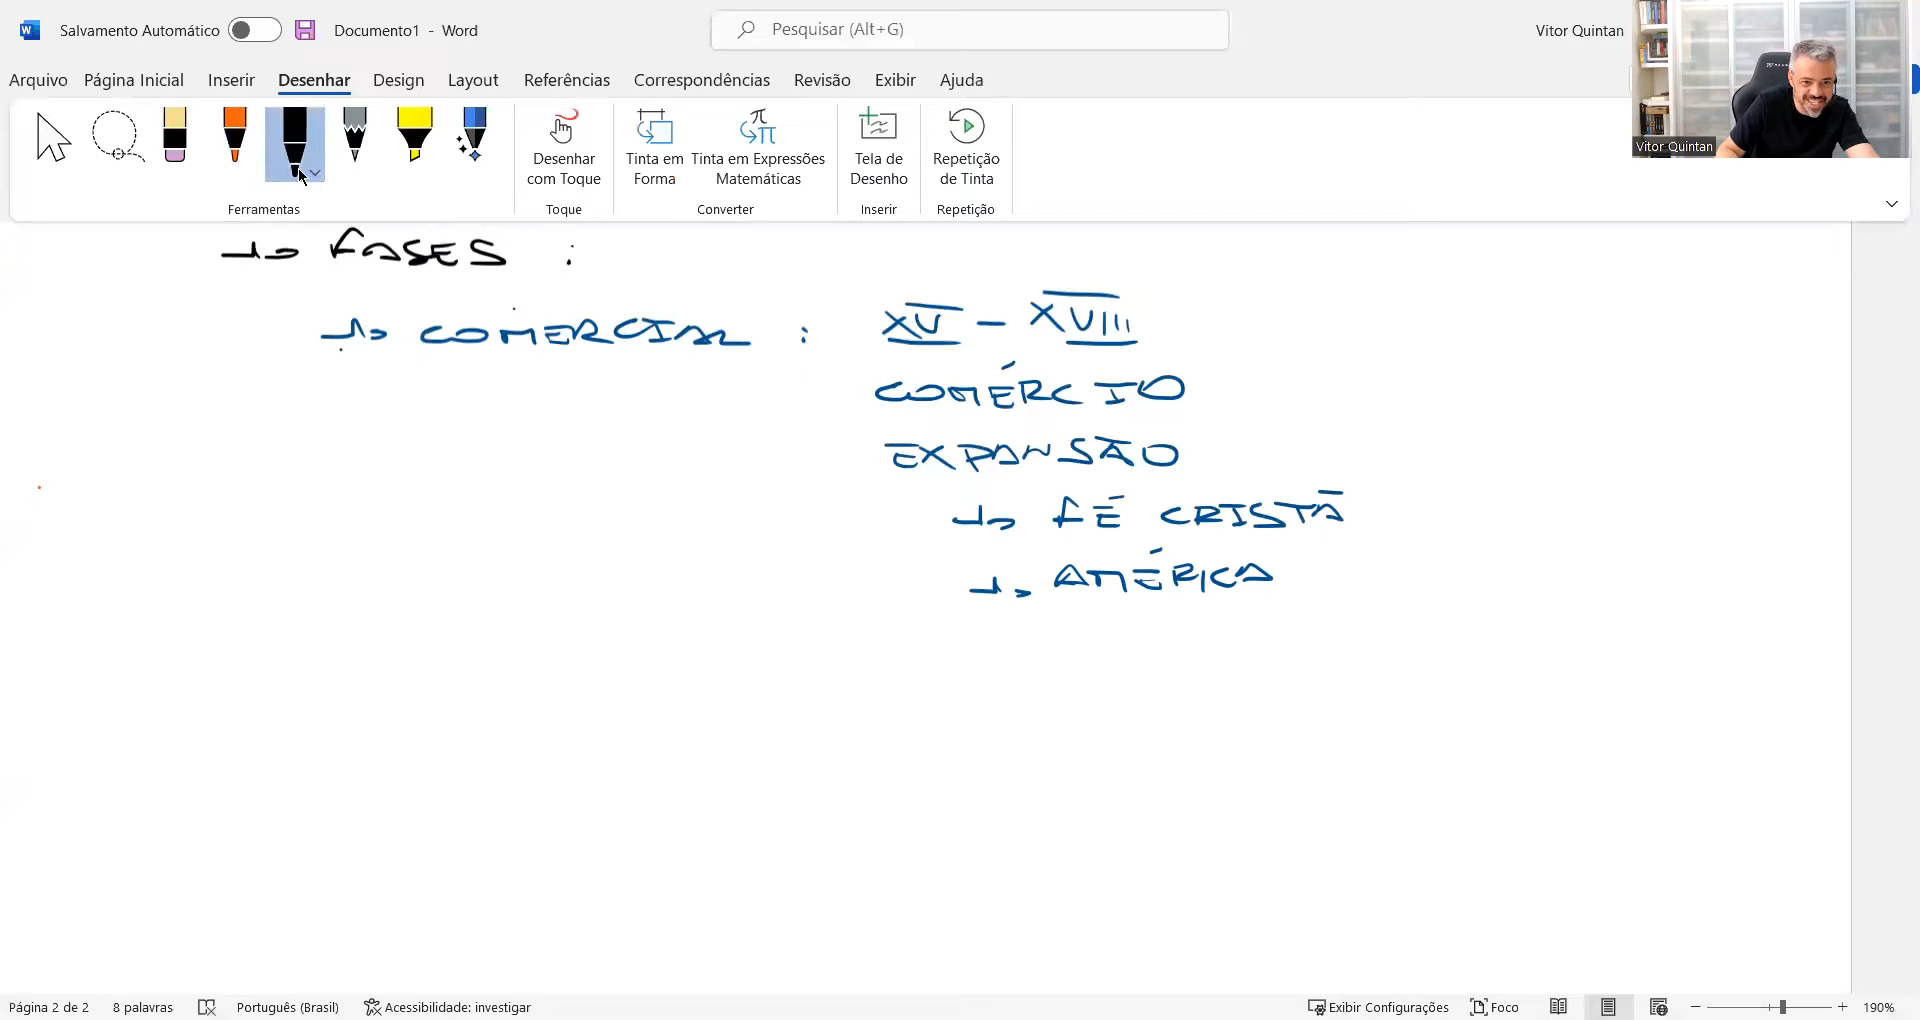 Salvamento Automático
Documento1 - Word
Pesquisar (Alt+G)
Vitor Quintan
Arquivo Página Inicial Inserir Desenhar Design Layout Referências Correspondências Revisão Exibir Ajuda
Desenhar com Toque
Tinta em Forma
Tinta em Expressões Matemáticas
Tela de Desenho
Repetição de Tinta
Ferramentas Toque Converter Inserir Repetição
Vitor Quintan
→ FASES :
→ COMERCIAL : XV - XVIII
COMÉRCIO
EXPANSÃO
→ FÉ CRISTÃ
→ AMÉRICA
Página 2 de 2 8 palavras Português (Brasil) Acessibilidade: investigar Exibir Configurações Foco 190%